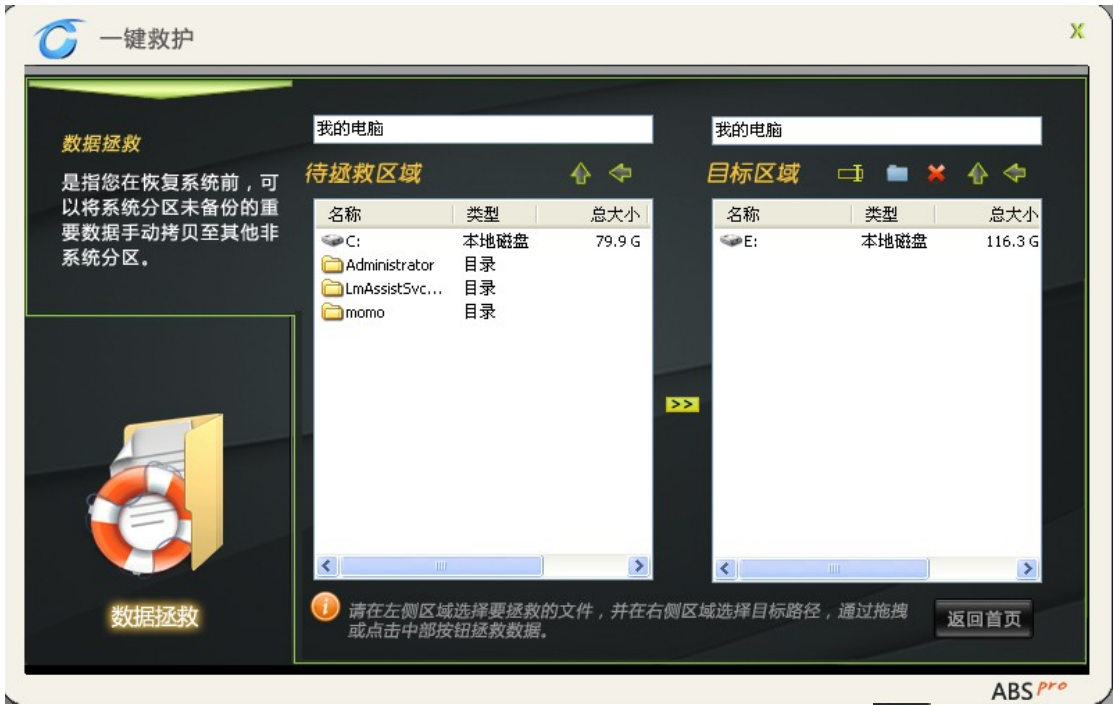 一键救护
X
数据拯救
是指您在恢复系统前，可
以将系统分区未备份的重
要数据手动拷贝至其他非
系统分区。
数据拯救
我的电脑
待拯救区域
名称 类型 总大小
C: 本地磁盘 79.9 G
Administrator 目录
LmAssistSvc... 目录
momo 目录
>>
我的电脑
目标区域
名称 类型 总大小
E: 本地磁盘 116.3 G
请在左侧区域选择要拯救的文件，并在右侧区域选择目标路径，通过拖拽
或点击中部按钮拯救数据。
返回首页
ABS pro